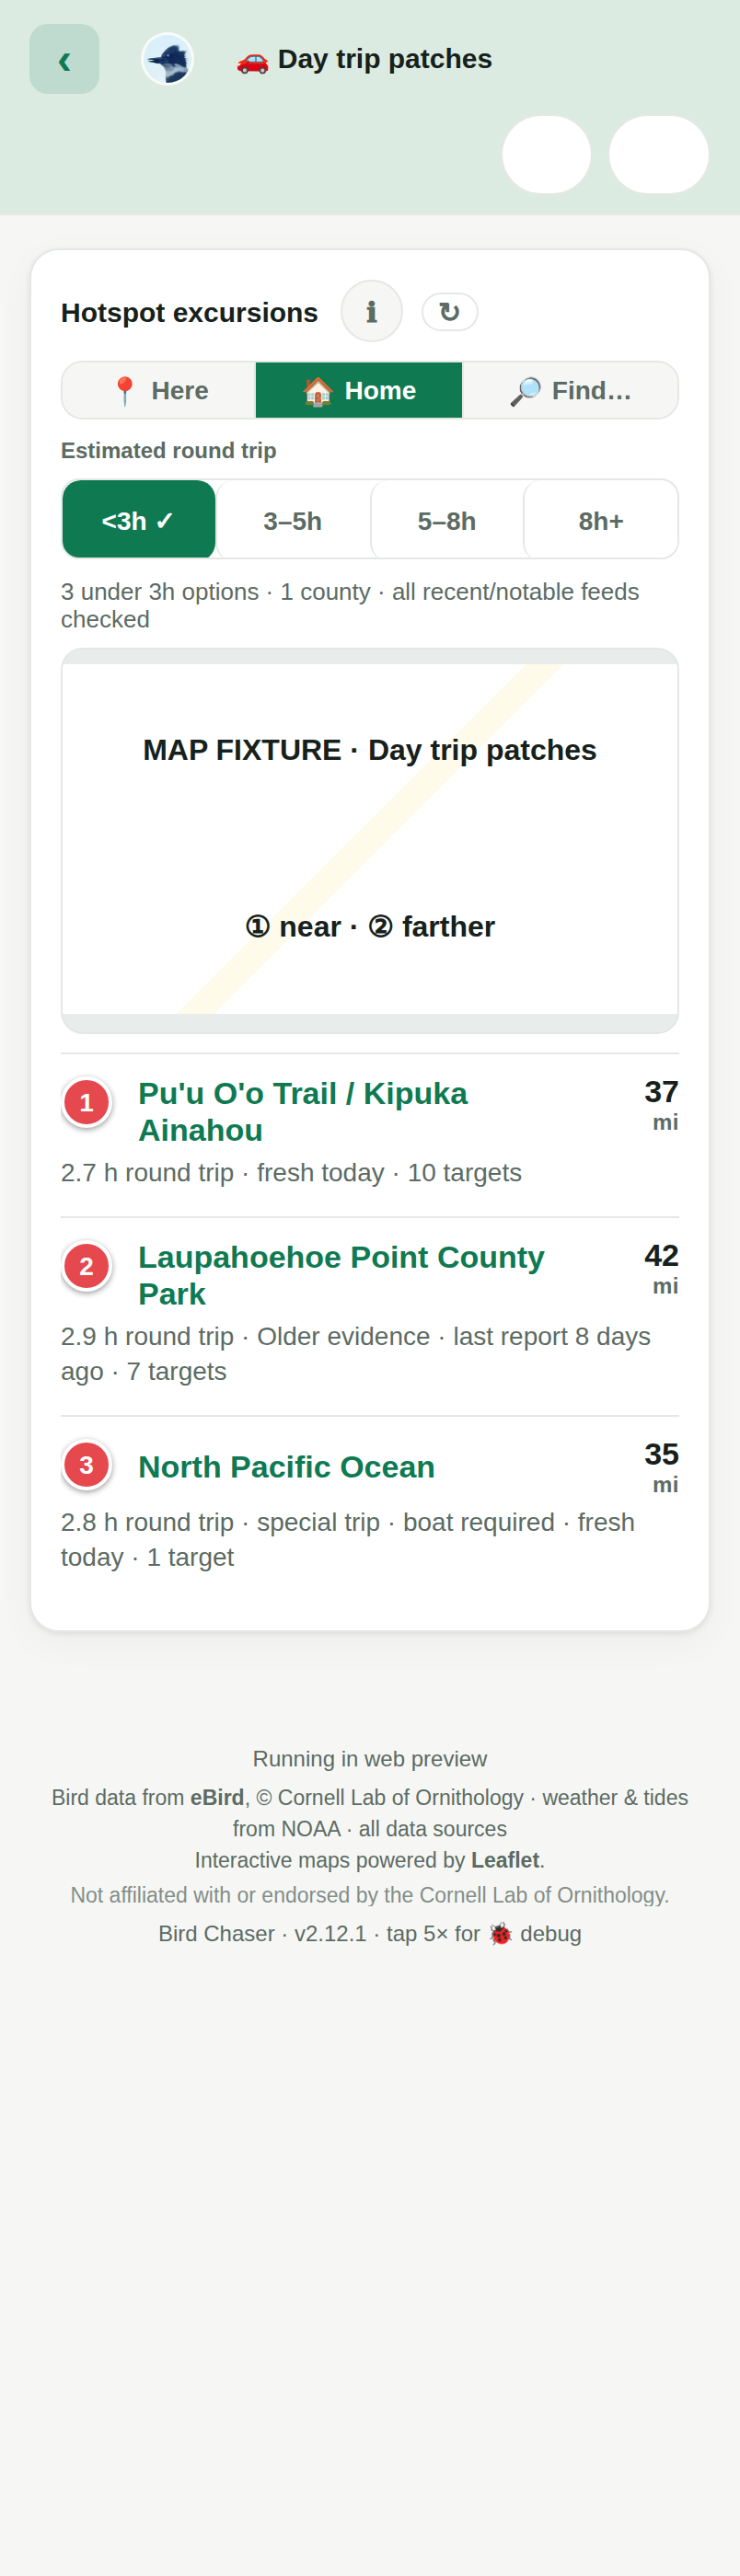 ‹ 🚗 Day trip patches
Hotspot excursions ℹ ↻
📍 Here 🏠 Home 🔎 Find…
Estimated round trip
<3h ✓ 3–5h 5–8h 8h+
3 under 3h options · 1 county · all recent/notable feeds
checked
MAP FIXTURE · Day trip patches
① near · ② farther
1 Pu'u O'o Trail / Kipuka
Ainahou
37
mi
2.7 h round trip · fresh today · 10 targets
2 Laupahoehoe Point County
Park
42
mi
2.9 h round trip · Older evidence · last report 8 days
ago · 7 targets
3 North Pacific Ocean
35
mi
2.8 h round trip · special trip · boat required · fresh
today · 1 target
Running in web preview
Bird data from eBird, © Cornell Lab of Ornithology · weather & tides
from NOAA · all data sources
Interactive maps powered by Leaflet.
Not affiliated with or endorsed by the Cornell Lab of Ornithology.
Bird Chaser · v2.12.1 · tap 5× for 🐞 debug